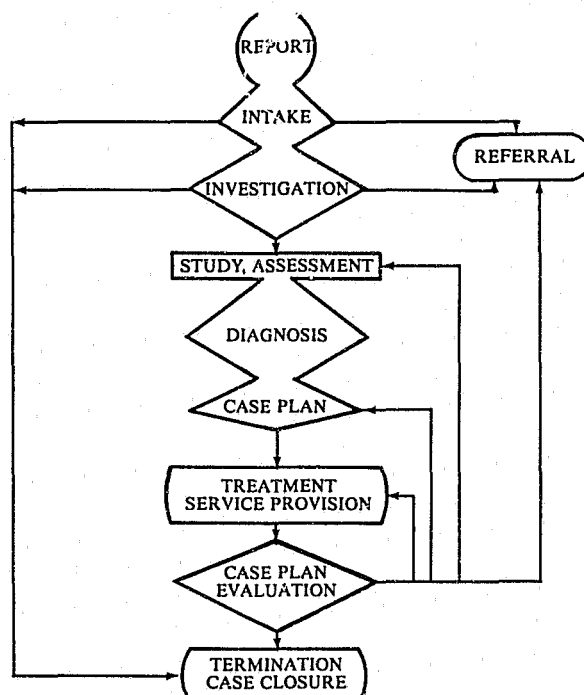 REPORT
INTAKE
REFERRAL
INVESTIGATION
STUDY, ASSESSMENT
DIAGNOSIS
CASE PLAN
TREATMENT
SERVICE PROVISION
CASE PLAN
EVALUATION
TERMINATION
CASE CLOSURE